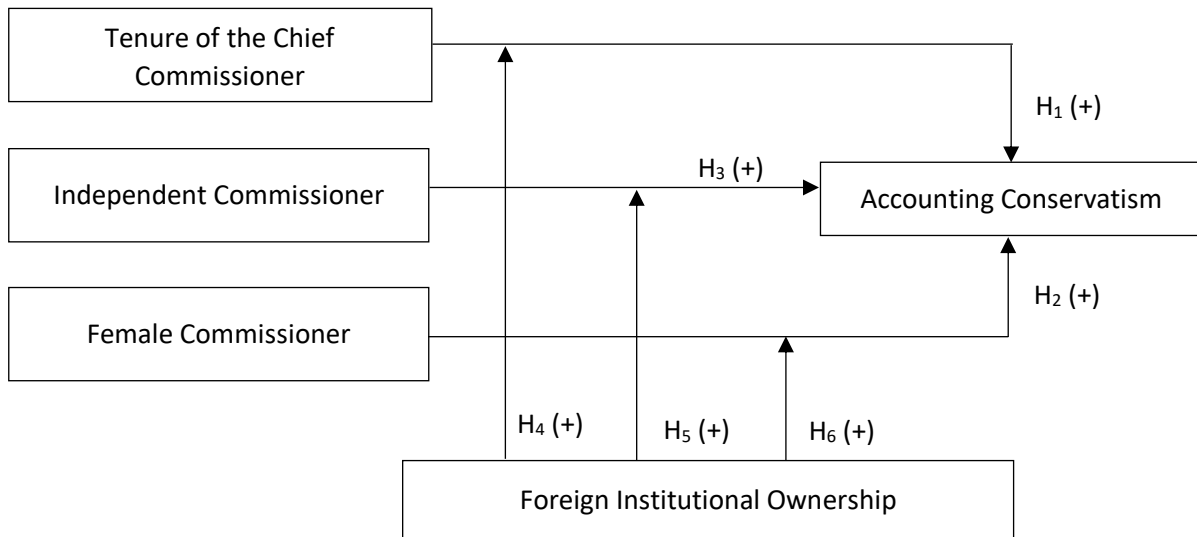 Tenure of the Chief
Commissioner
H₁ (+)
Independent Commissioner
H₃ (+)
Accounting Conservatism
H₂ (+)
Female Commissioner
H₄ (+)
H₅ (+)
H₆ (+)
Foreign Institutional Ownership